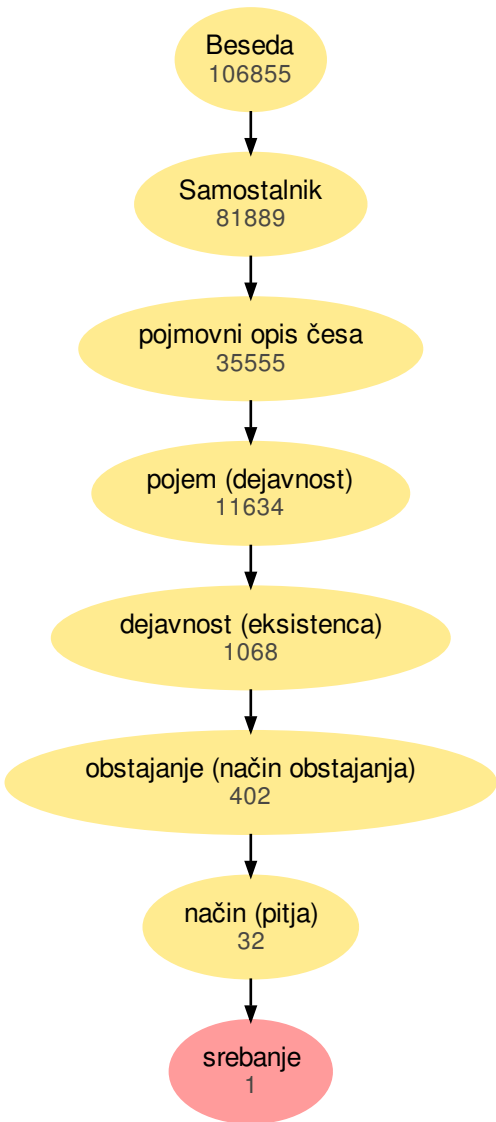 Beseda
106855
Samostalnik
81889
pojmovni opis česa
35555
pojem (dejavnost)
11634
dejavnost (eksistenca)
1068
obstajanje (način obstajanja)
402
način (pitja)
32
srebanje
1